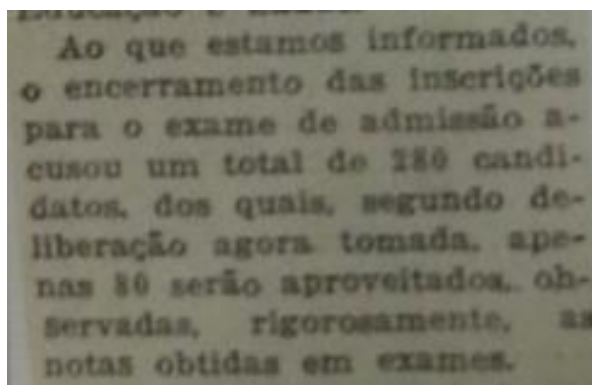 Ao que estamos informados,
o encerramento das inscrições
para o exame de admissão a-
cusou um total de 280 candi-
datos, dos quais, segundo de-
liberação agora tomada, ape-
nas 80 serão aproveitados, ob-
servadas, rigorosamente, as
notas obtidas em exames.